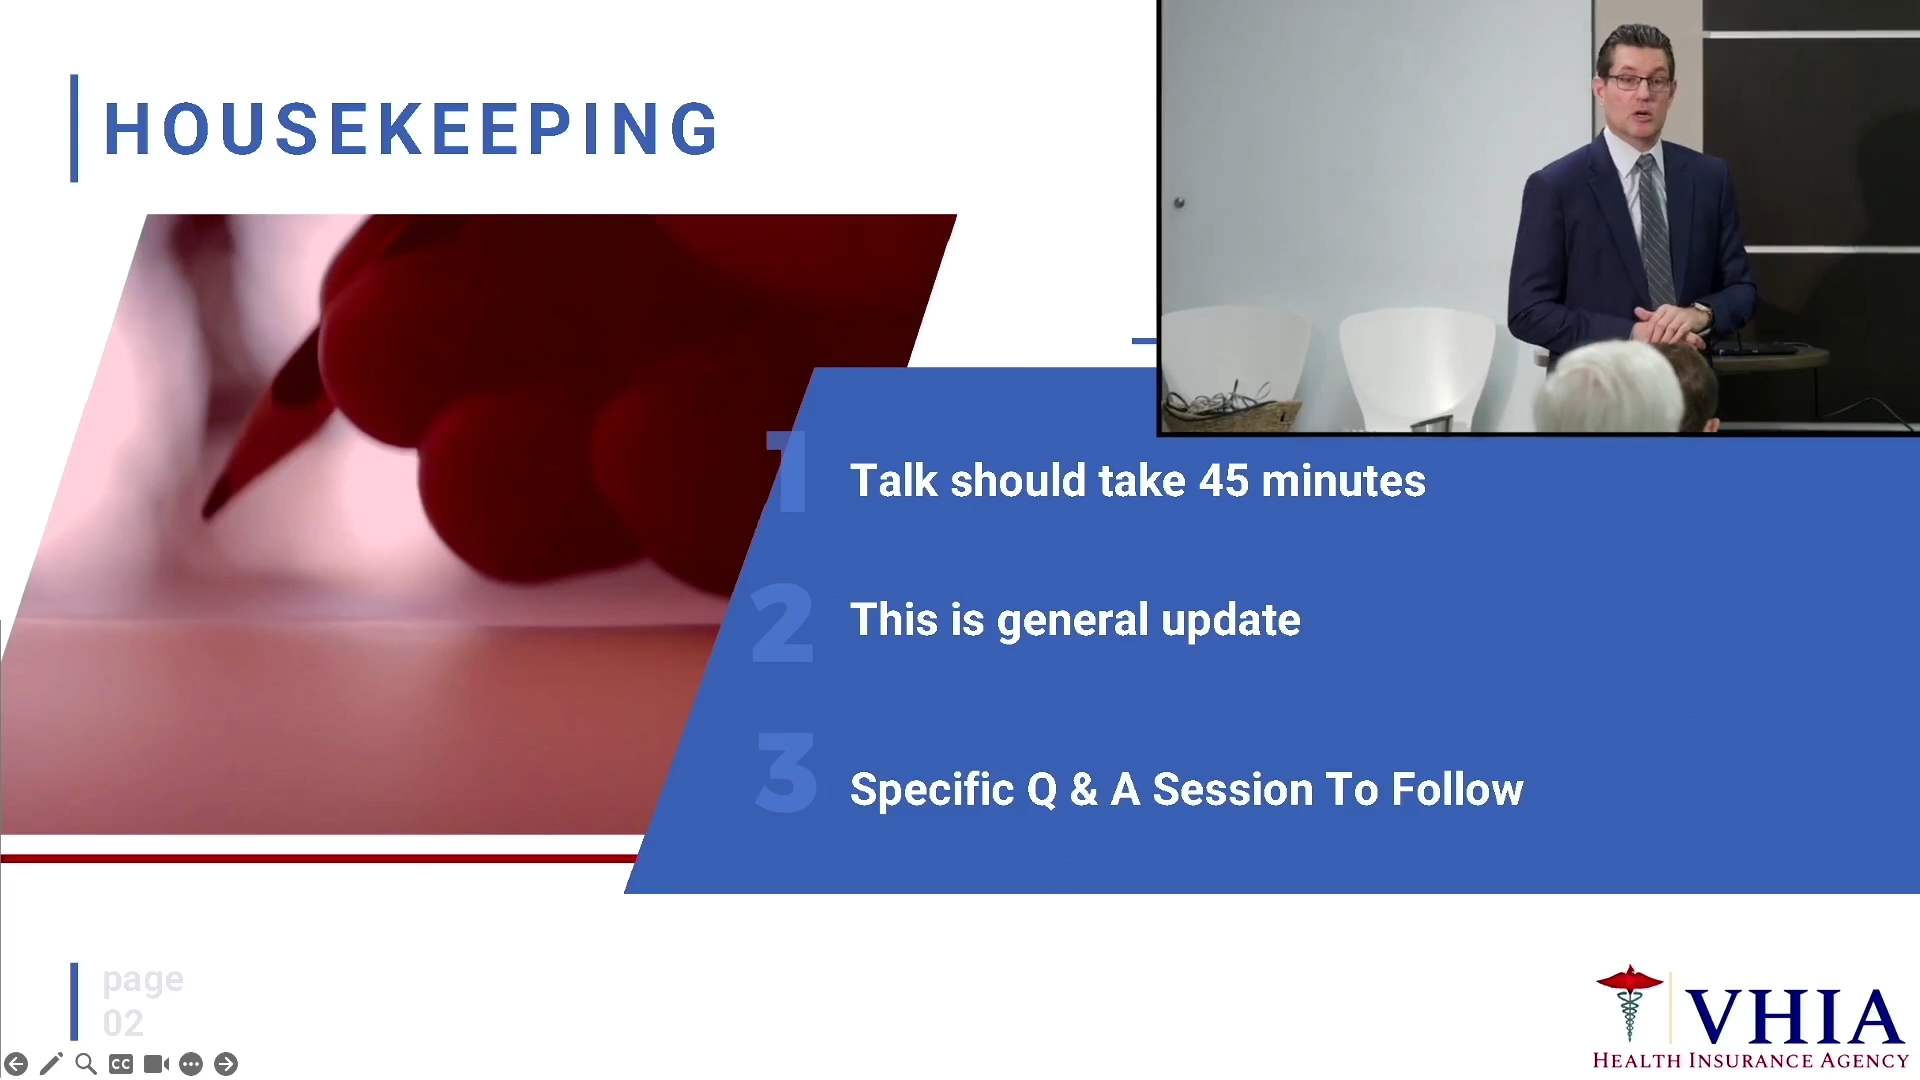 HOUSEKEEPING
1
Talk should take 45 minutes
2
This is general update
3
Specific Q & A Session To Follow
page
02
CC
VHIA
HEALTH INSURANCE AGENCY